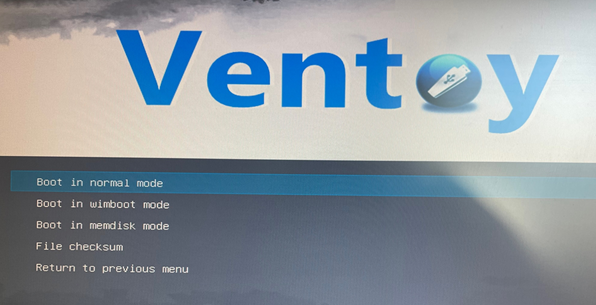 Ventoy
Boot in normal mode
Boot in wimboot mode
Boot in memdisk mode
File checksum
Return to previous menu